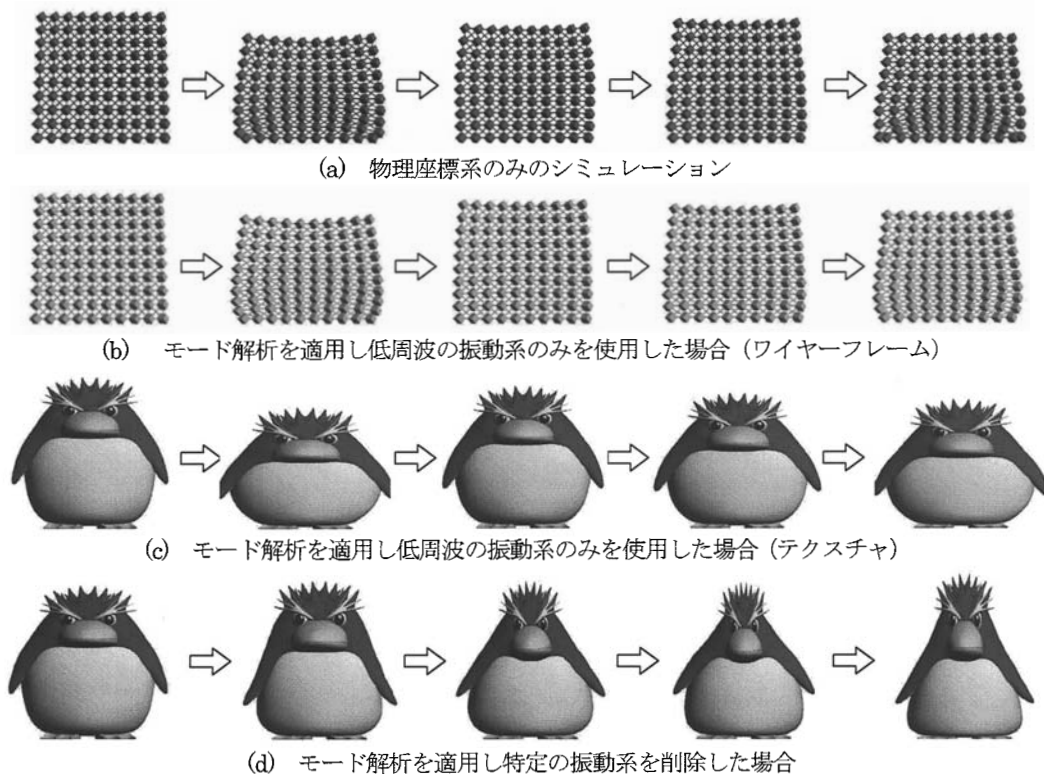 (a) 物理座標系のみのシミュレーション
(b) モード解析を適用し低周波の振動系のみを使用した場合（ワイヤーフレーム）
(c) モード解析を適用し低周波の振動系のみを使用した場合（テクスチャ）
(d) モード解析を適用し特定の振動系を削除した場合